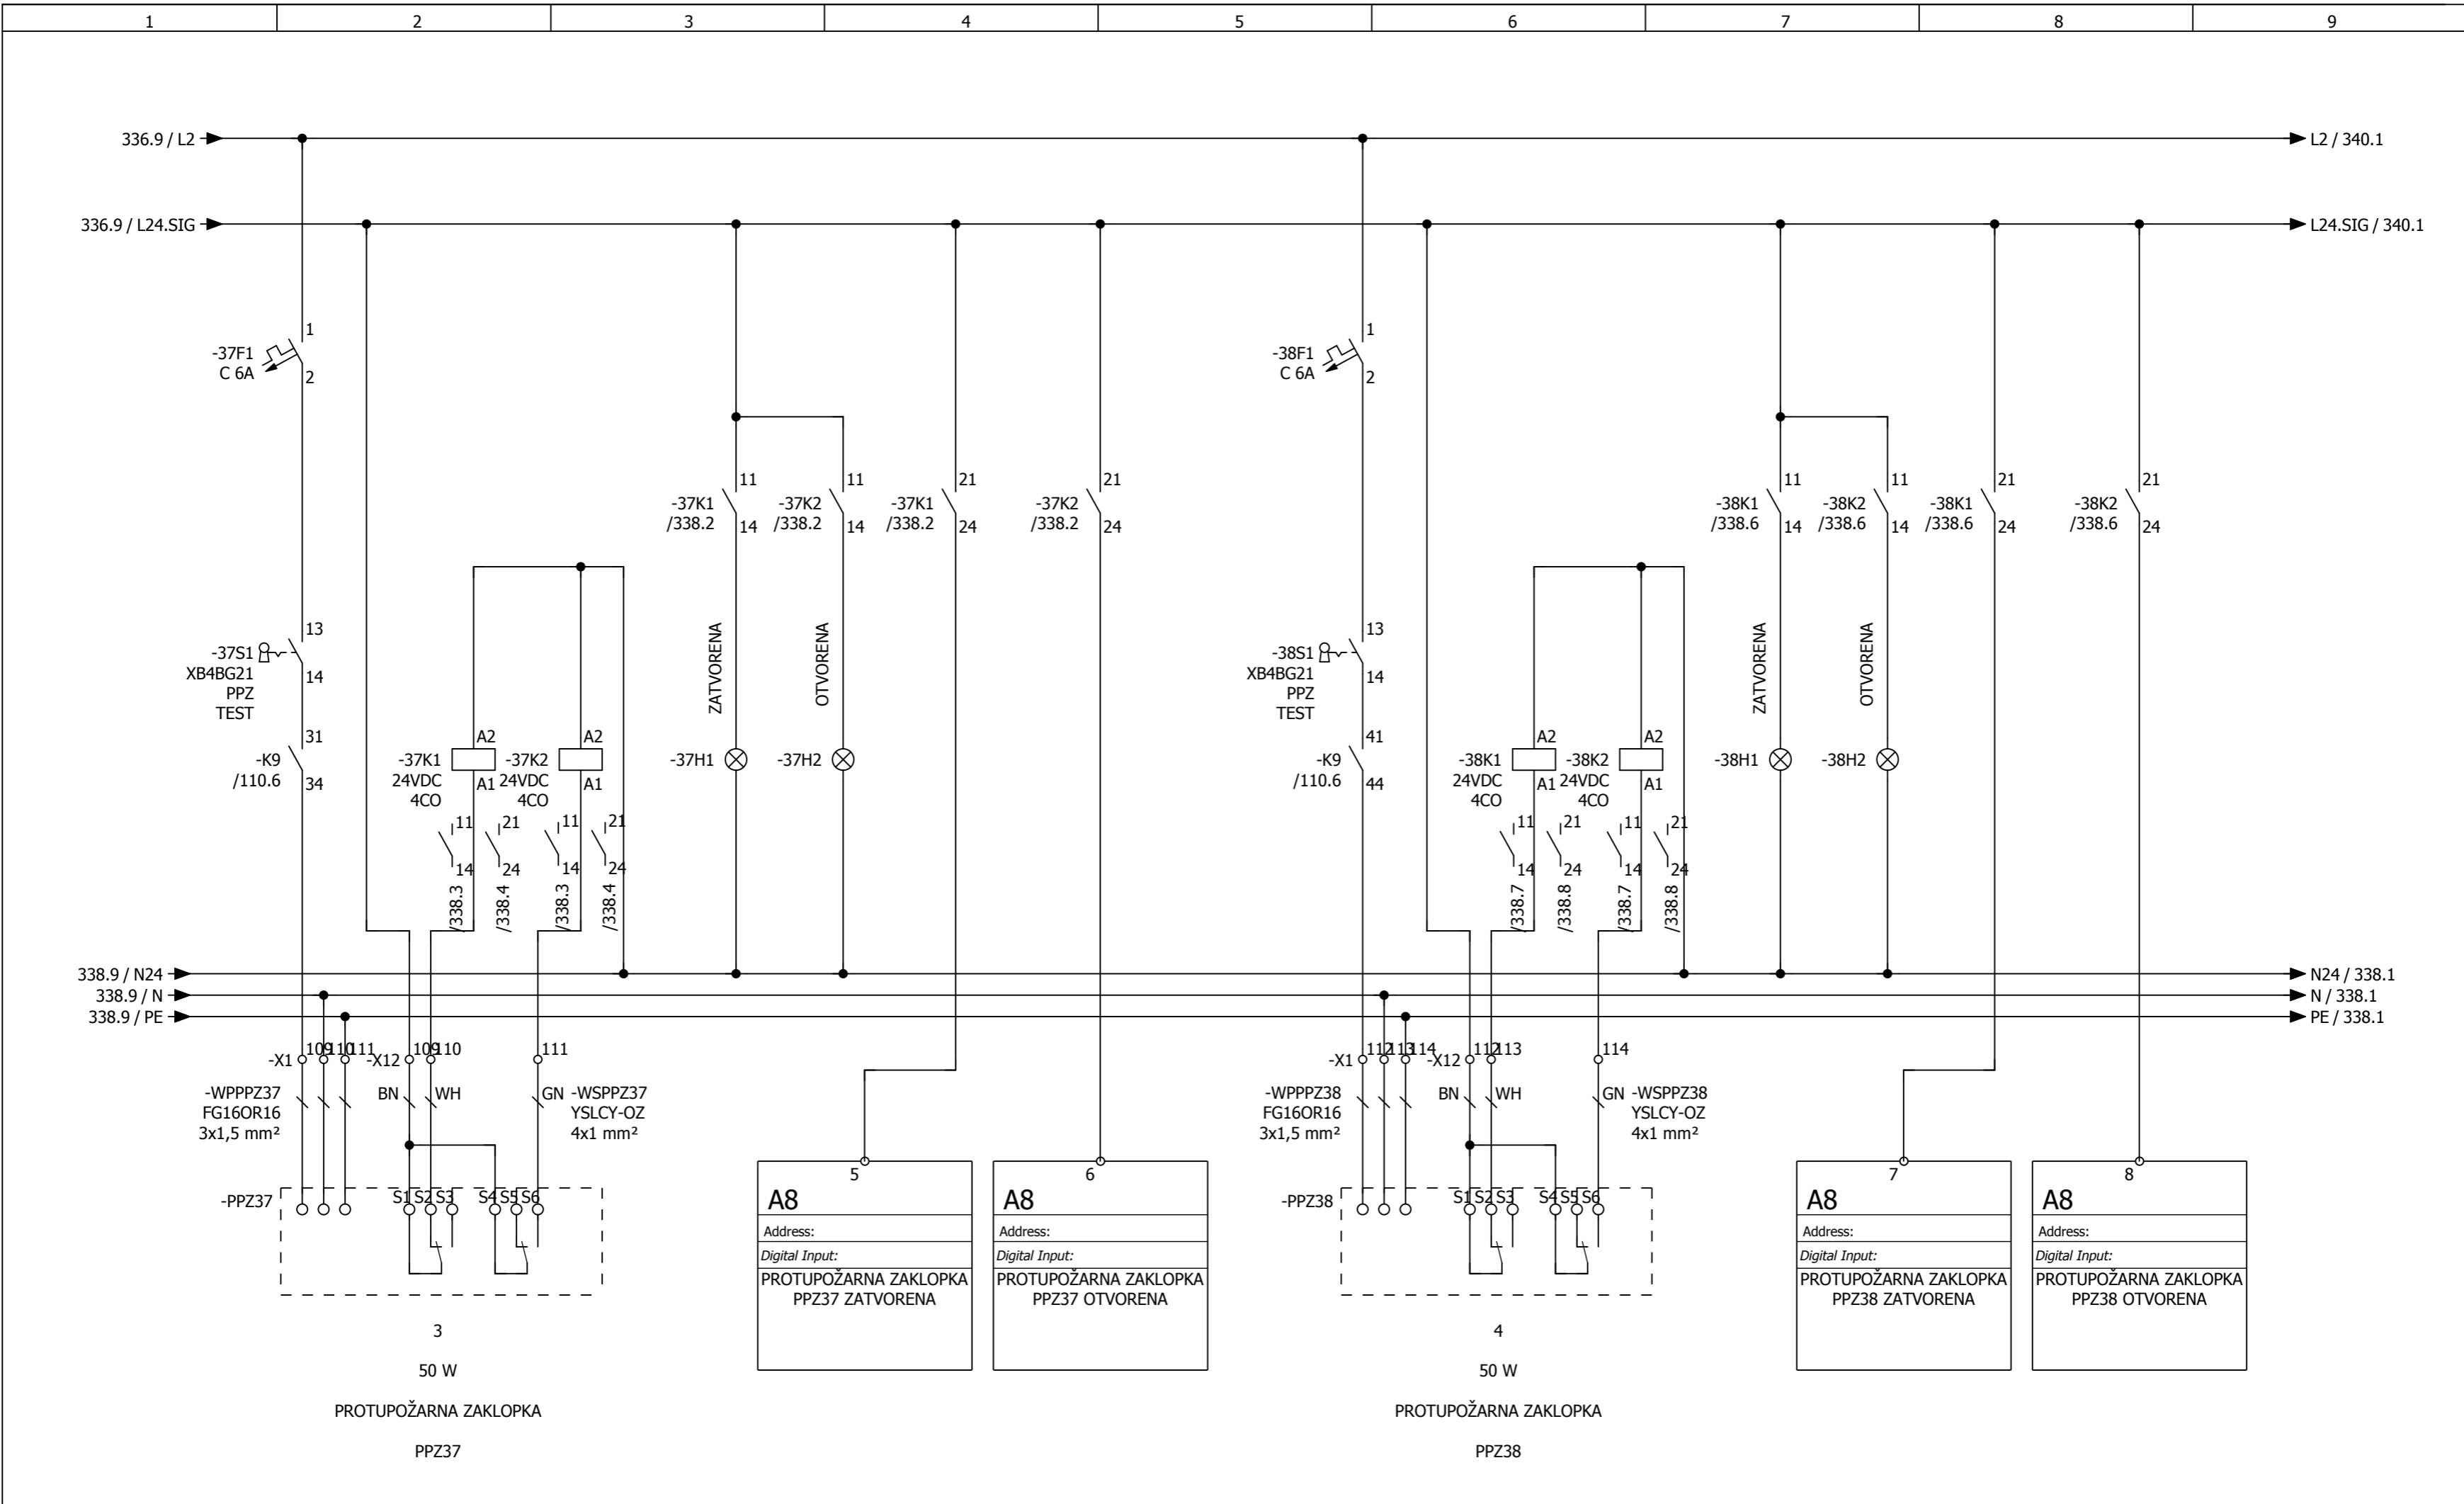 1 2 3 4 5 6 7 8 9
336.9 / L2
L2 / 340.1
336.9 / L24.SIG
L24.SIG / 340.1
-37F1
C 6A
1
2
-37S1
XB4BG21
PPZ
TEST
13
14
-K9
/110.6
31
34
-37K1
24VDC
4CO
A2
A1
-37K2
24VDC
4CO
A2
A1
11
14
/338.3
21
24
/338.4
11
14
/338.3
21
24
/338.4
-37K1
/338.2
11
14
-37K2
/338.2
11
14
-37K1
/338.2
21
24
-37K2
/338.2
21
24
ZATVORENA
OTVORENA
-37H1
-37H2
-38F1
C 6A
1
2
-38S1
XB4BG21
PPZ
TEST
13
14
-K9
/110.6
41
44
-38K1
24VDC
4CO
A2
A1
-38K2
24VDC
4CO
A2
A1
11
14
/338.7
21
24
/338.8
11
14
/338.7
21
24
/338.8
-38K1
/338.6
11
14
-38K2
/338.6
11
14
-38K1
/338.6
21
24
-38K2
/338.6
21
24
ZATVORENA
OTVORENA
-38H1
-38H2
338.9 / N24
N24 / 338.1
338.9 / N
N / 338.1
338.9 / PE
PE / 338.1
-X1 109 110 111
-X12 109 110 111
-WPPPZ37
FG16OR16
3x1,5 mm²
BN WH GN
-WSPPZ37
YSLCY-OZ
4x1 mm²
-PPZ37
S1 S2 S3 S4 S5 S6
3
50 W
PROTUPOŽARNA ZAKLOPKA
PPZ37
5
A8
Address:
Digital Input:
PROTUPOŽARNA ZAKLOPKA
PPZ37 ZATVORENA
6
A8
Address:
Digital Input:
PROTUPOŽARNA ZAKLOPKA
PPZ37 OTVORENA
-X1 112 113 114
-X12 112 113 114
-WPPPZ38
FG16OR16
3x1,5 mm²
BN WH GN
-WSPPZ38
YSLCY-OZ
4x1 mm²
-PPZ38
S1 S2 S3 S4 S5 S6
4
50 W
PROTUPOŽARNA ZAKLOPKA
PPZ38
7
A8
Address:
Digital Input:
PROTUPOŽARNA ZAKLOPKA
PPZ38 ZATVORENA
8
A8
Address:
Digital Input:
PROTUPOŽARNA ZAKLOPKA
PPZ38 OTVORENA